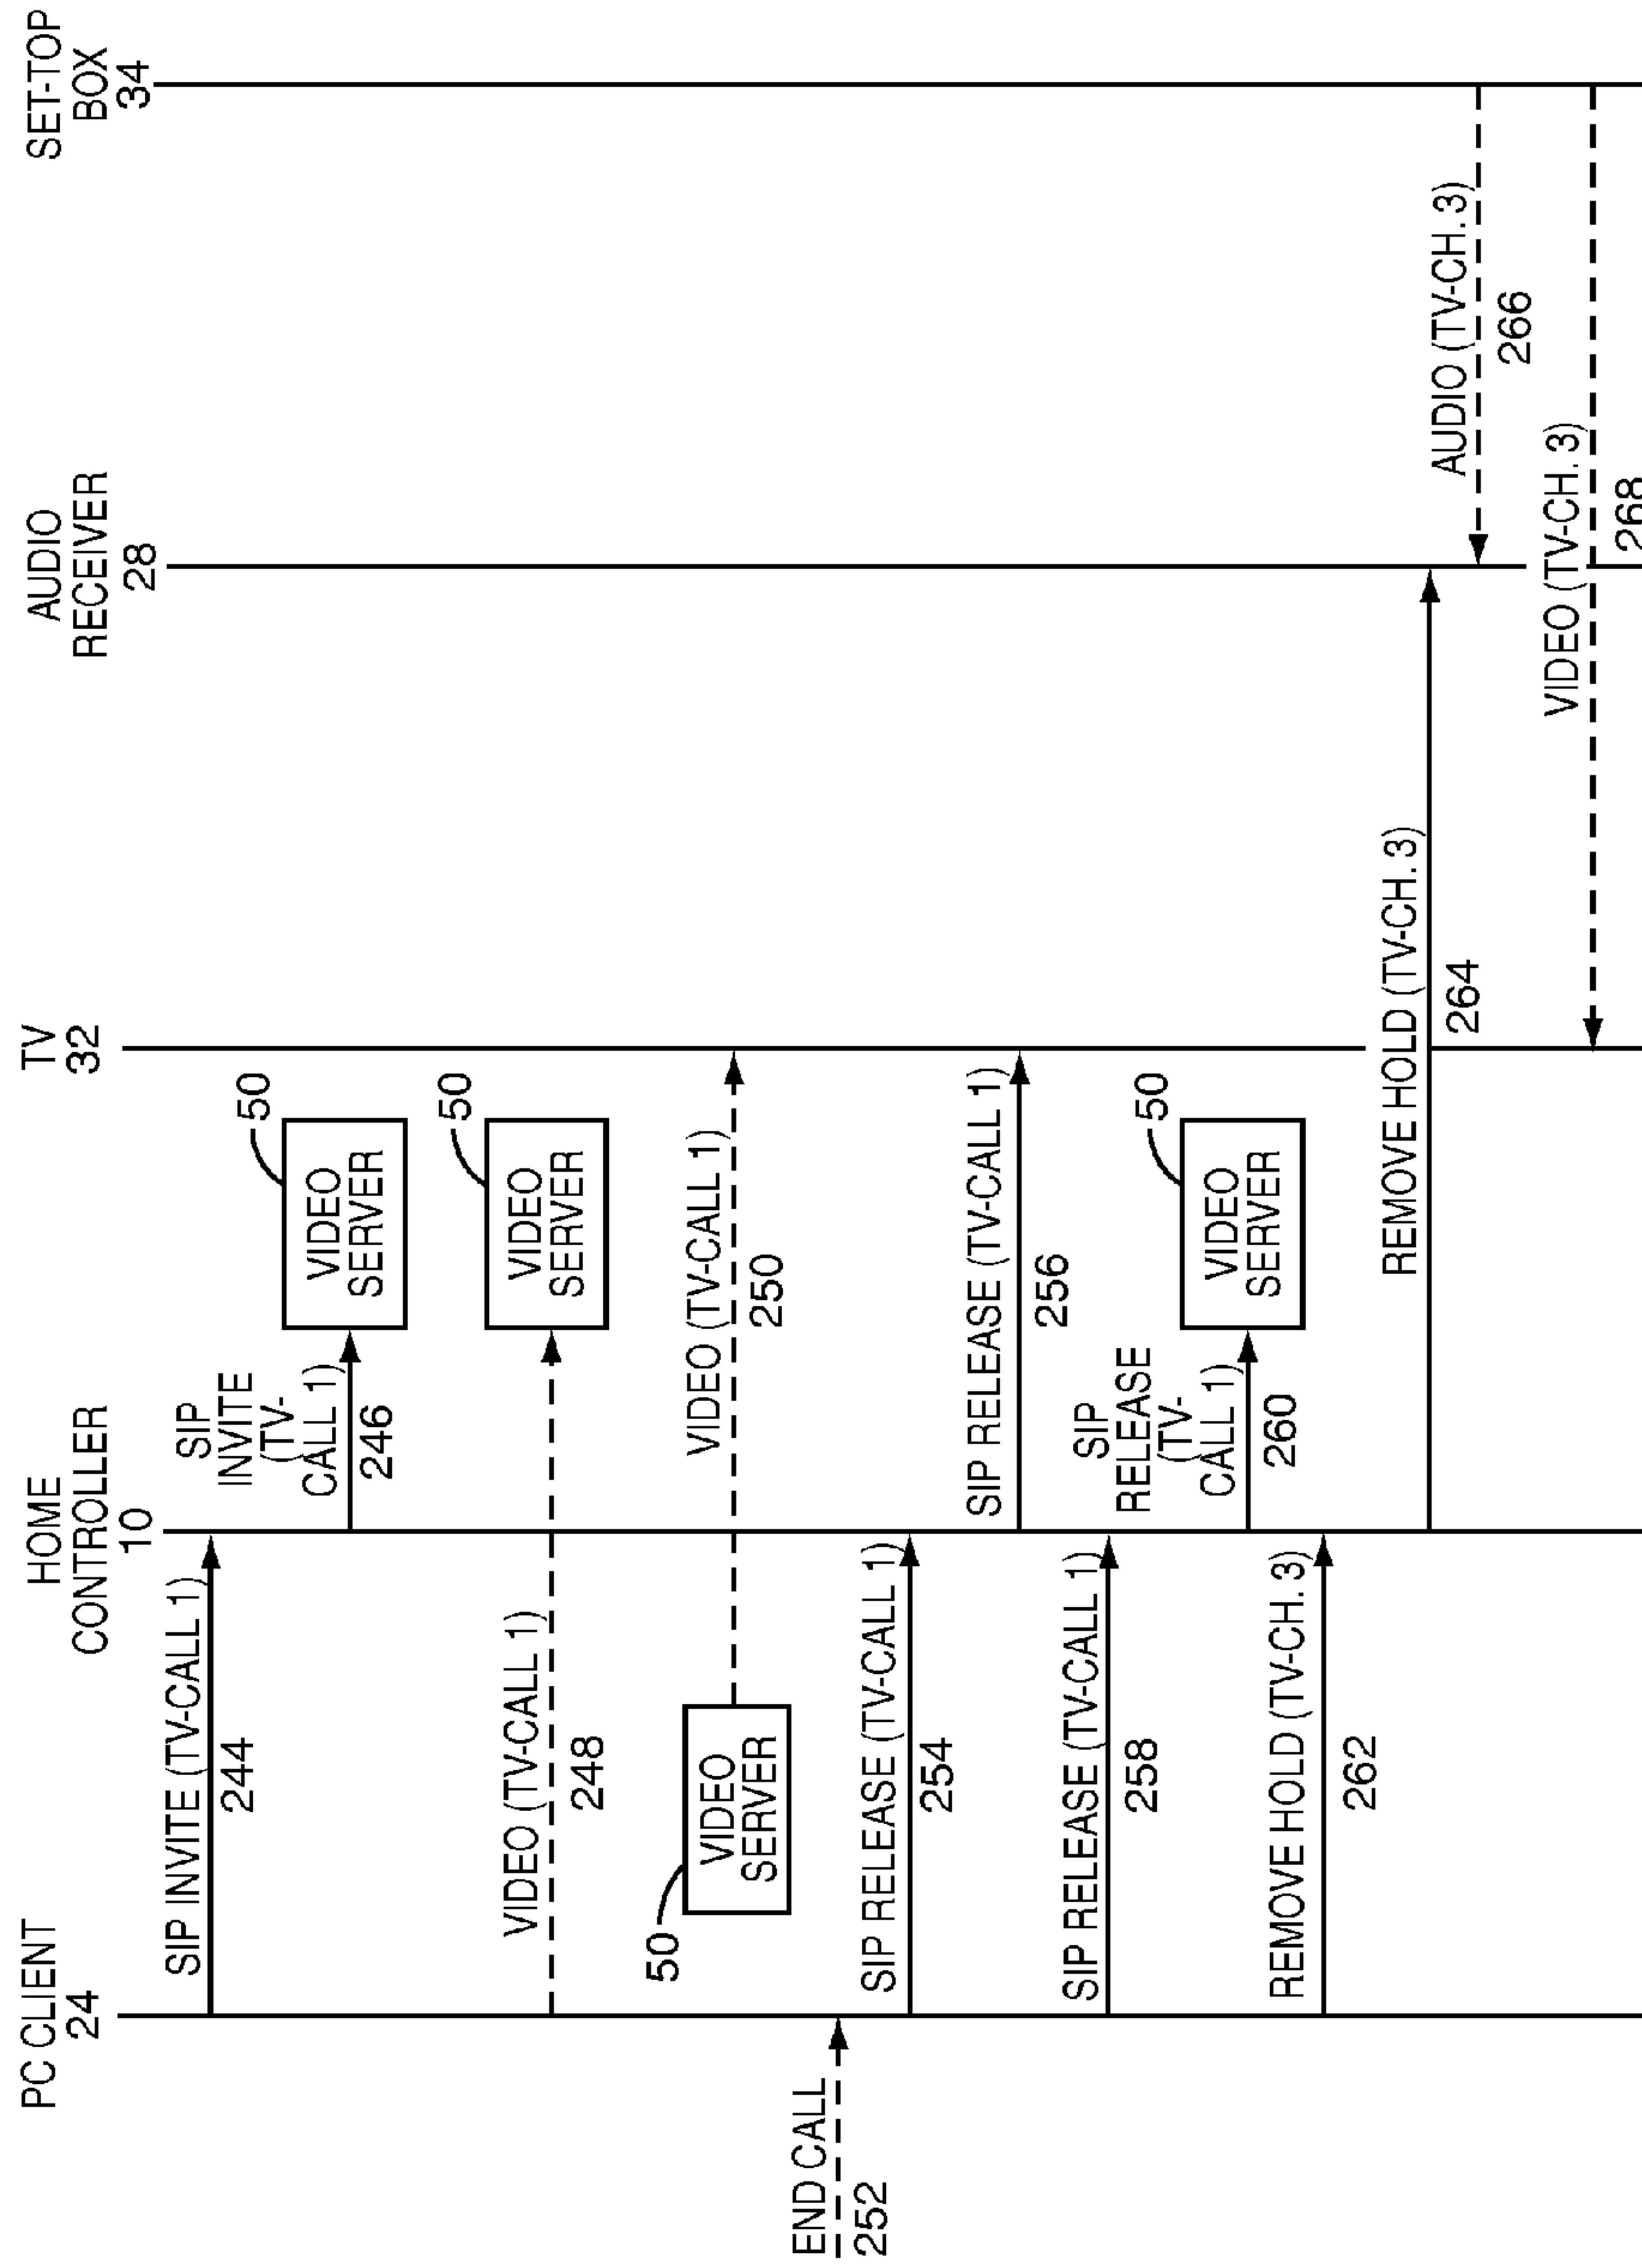 PC CLIENT
24
HOME
CONTROLLER
10
TV
32
AUDIO
RECEIVER
28
SET-TOP
BOX
34
SIP INVITE (TV-CALL 1)
244
SIP
INVITE
(TV-
CALL 1)
246
50
VIDEO
SERVER
VIDEO (TV-CALL 1)
248
50
VIDEO
SERVER
50
VIDEO
SERVER
VIDEO (TV-CALL 1)
250
END CALL
252
SIP RELEASE (TV-CALL 1)
254
SIP RELEASE (TV-CALL 1)
256
SIP RELEASE (TV-CALL 1)
258
SIP
RELEASE
(TV-
CALL 1)
260
50
VIDEO
SERVER
REMOVE HOLD (TV-CH. 3)
262
REMOVE HOLD (TV-CH. 3)
264
AUDIO (TV-CH. 3)
266
VIDEO (TV-CH. 3)
268